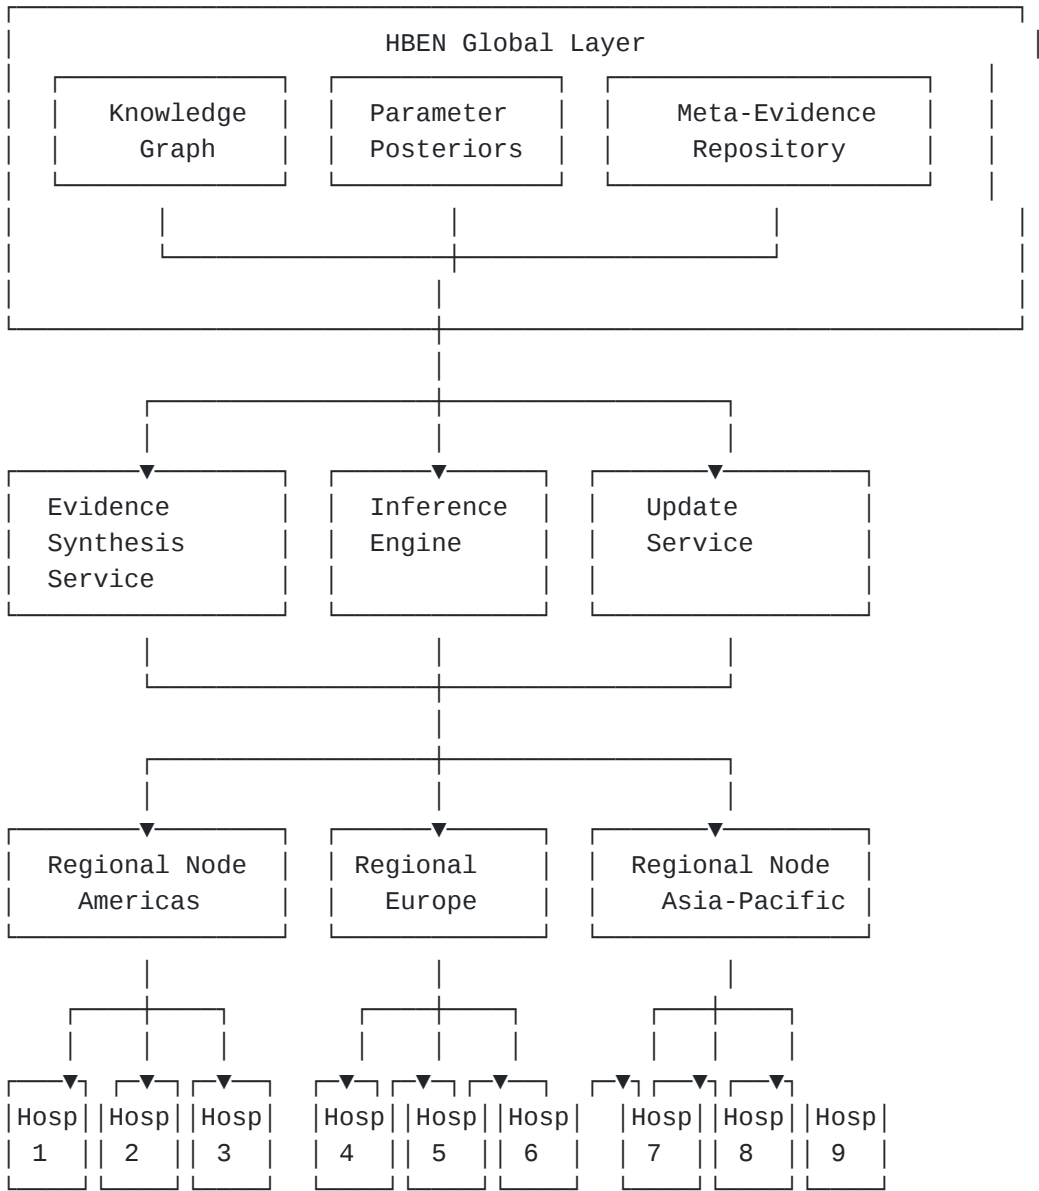 HBEN Global Layer
Knowledge Graph
Parameter Posteriors
Meta-Evidence Repository
Evidence Synthesis Service
Inference Engine
Update Service
Regional Node Americas
Regional Europe
Regional Node Asia-Pacific
Hosp 1
Hosp 2
Hosp 3
Hosp 4
Hosp 5
Hosp 6
Hosp 7
Hosp 8
Hosp 9